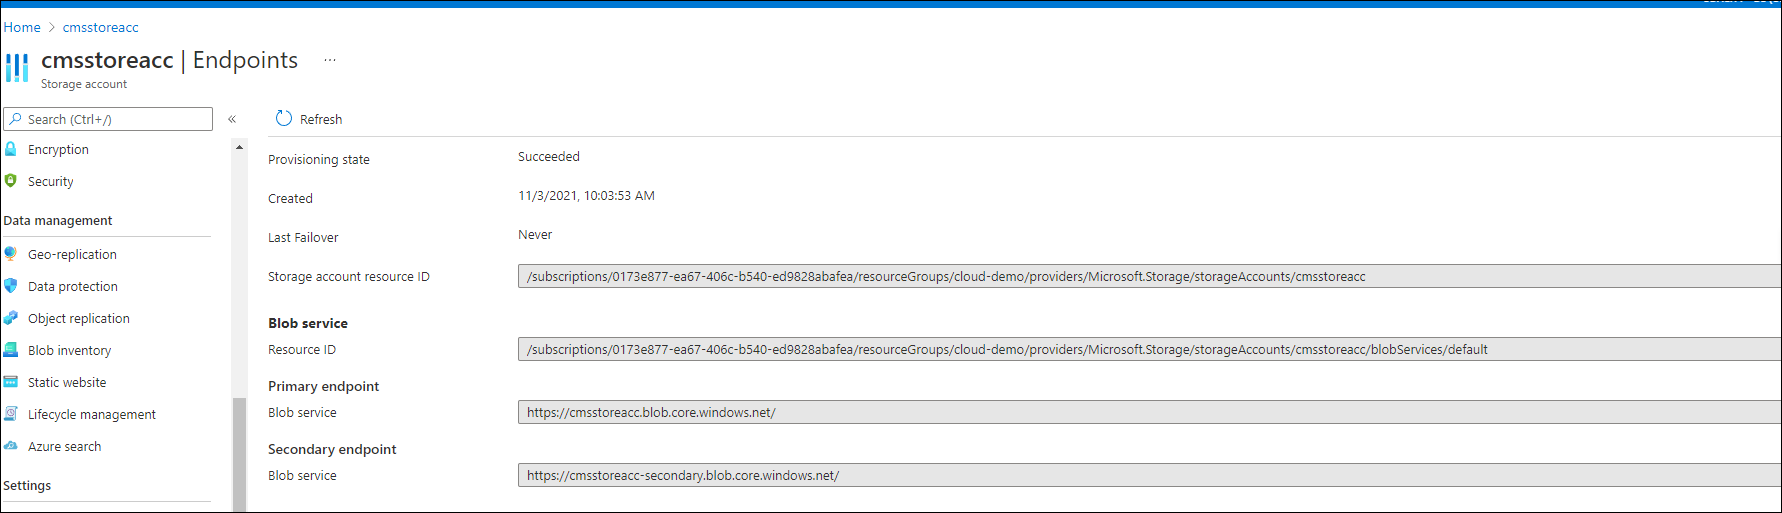 Home > cmsstoreacc
cmsstoreacc | Endpoints ...
Storage account
Search (Ctrl+/) «
Refresh
Encryption
Security
Data management
Geo-replication
Data protection
Object replication
Blob inventory
Static website
Lifecycle management
Azure search
Settings
Provisioning state Succeeded
Created 11/3/2021, 10:03:53 AM
Last Failover Never
Storage account resource ID /subscriptions/0173e877-ea67-406c-b540-ed9828abafea/resourceGroups/cloud-demo/providers/Microsoft.Storage/storageAccounts/cmsstoreacc
Blob service
Resource ID /subscriptions/0173e877-ea67-406c-b540-ed9828abafea/resourceGroups/cloud-demo/providers/Microsoft.Storage/storageAccounts/cmsstoreacc/blobServices/default
Primary endpoint
Blob service https://cmsstoreacc.blob.core.windows.net/
Secondary endpoint
Blob service https://cmsstoreacc-secondary.blob.core.windows.net/